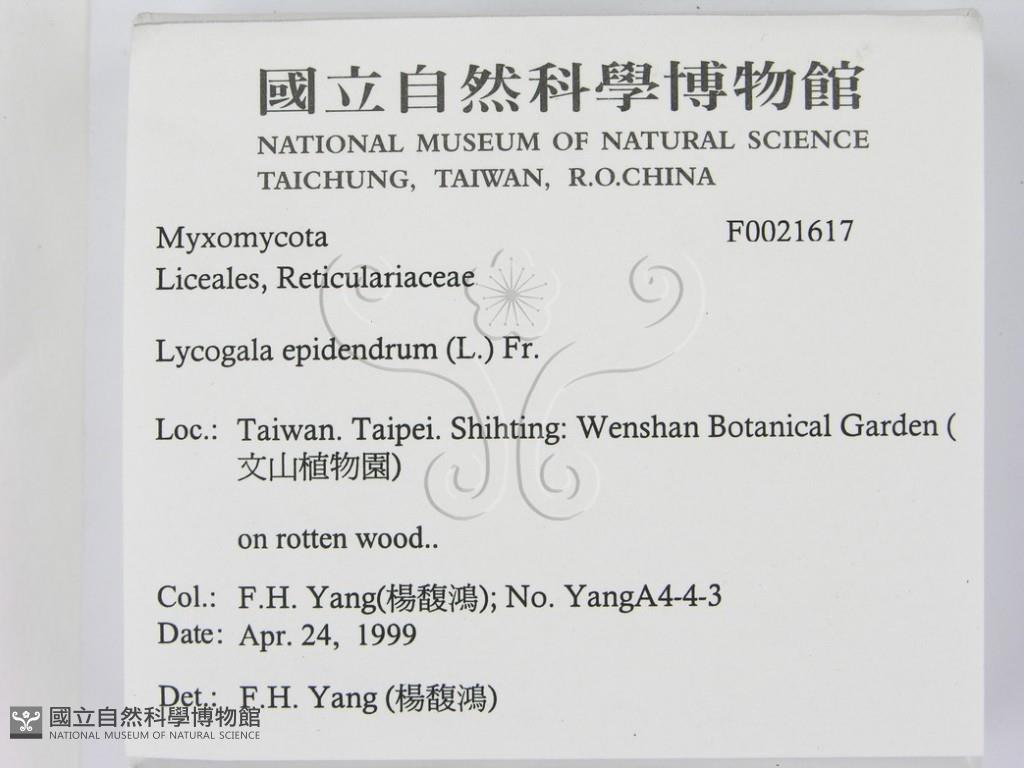 國立自然科學博物館
NATIONAL MUSEUM OF NATURAL SCIENCE
TAICHUNG, TAIWAN, R.O.CHINA
Myxomycota F0021617
Liceales, Reticulariaceae
Lycogala epidendrum (L.) Fr.
Loc.: Taiwan. Taipei. Shihting: Wenshan Botanical Garden (
文山植物園)
on rotten wood..
Col.: F.H. Yang(楊馥鴻); No. YangA4-4-3
Date: Apr. 24, 1999
Det.: F.H. Yang (楊馥鴻)
國立自然科學博物館
NATIONAL MUSEUM OF NATURAL SCIENCE